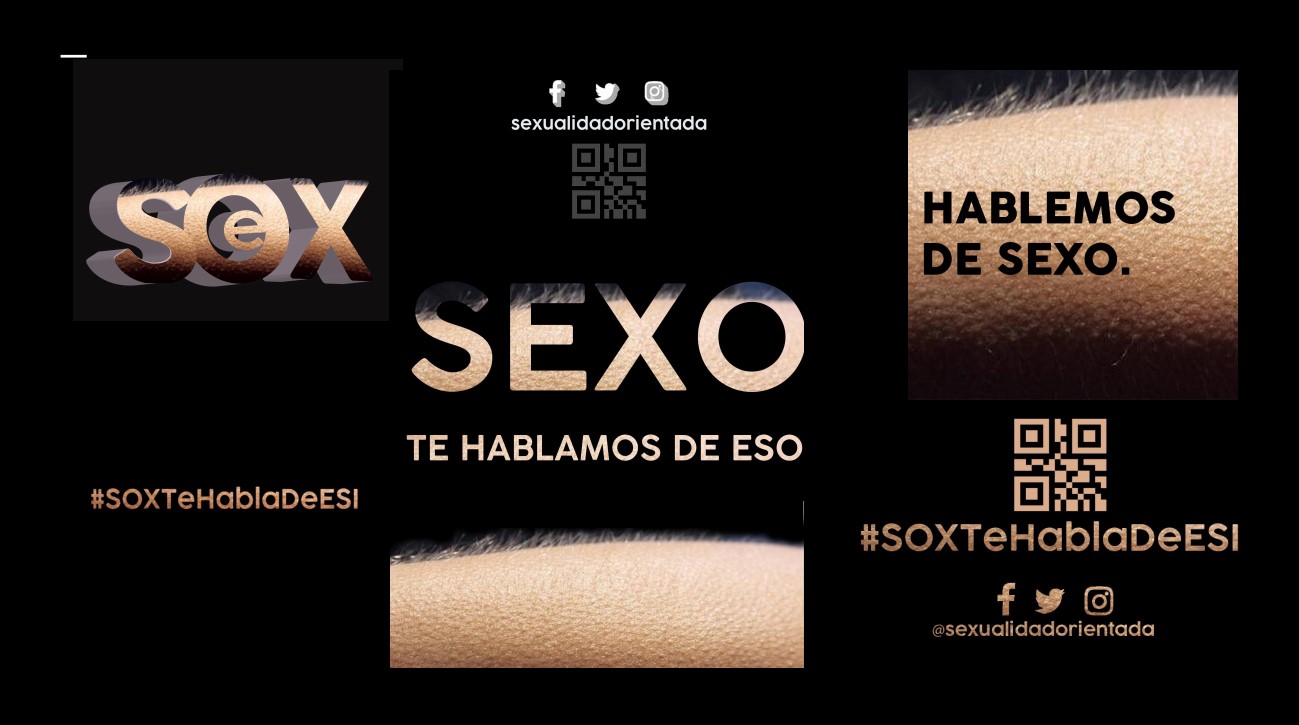 SOeX
#SOXTeHablaDeESI
sexualidadorientada
SEXO
TE HABLAMOS DE ESO
HABLEMOS
DE SEXO.
#SOXTeHablaDeESI
@sexualidadorientada